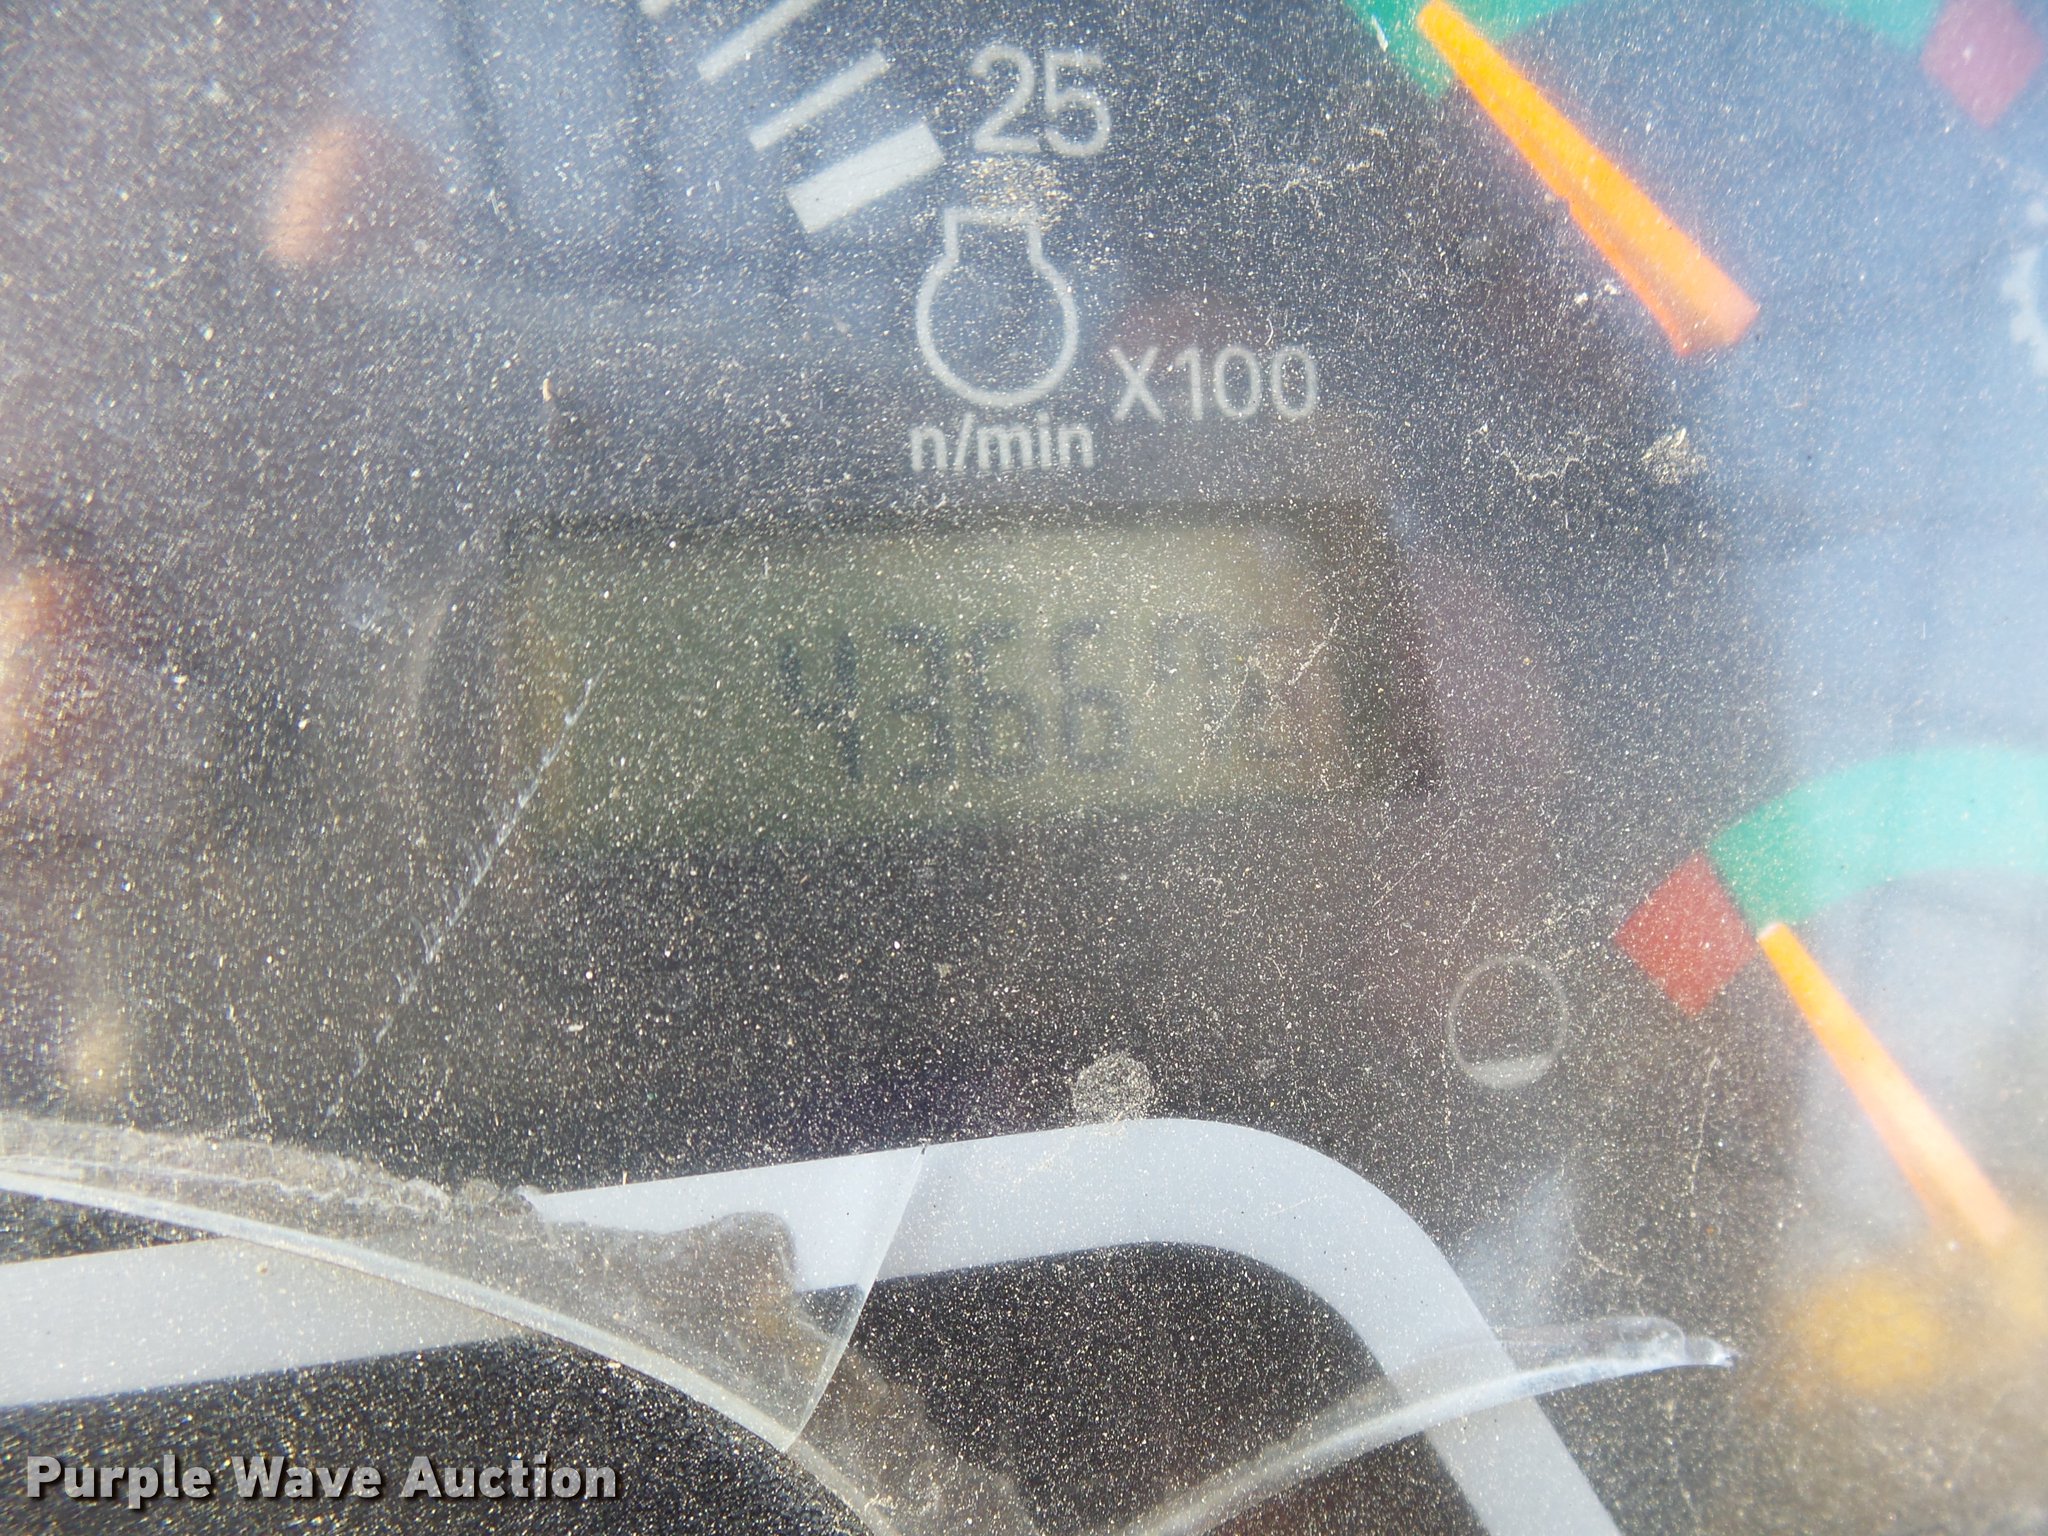 25
X100
n/min
Purple Wave Auction